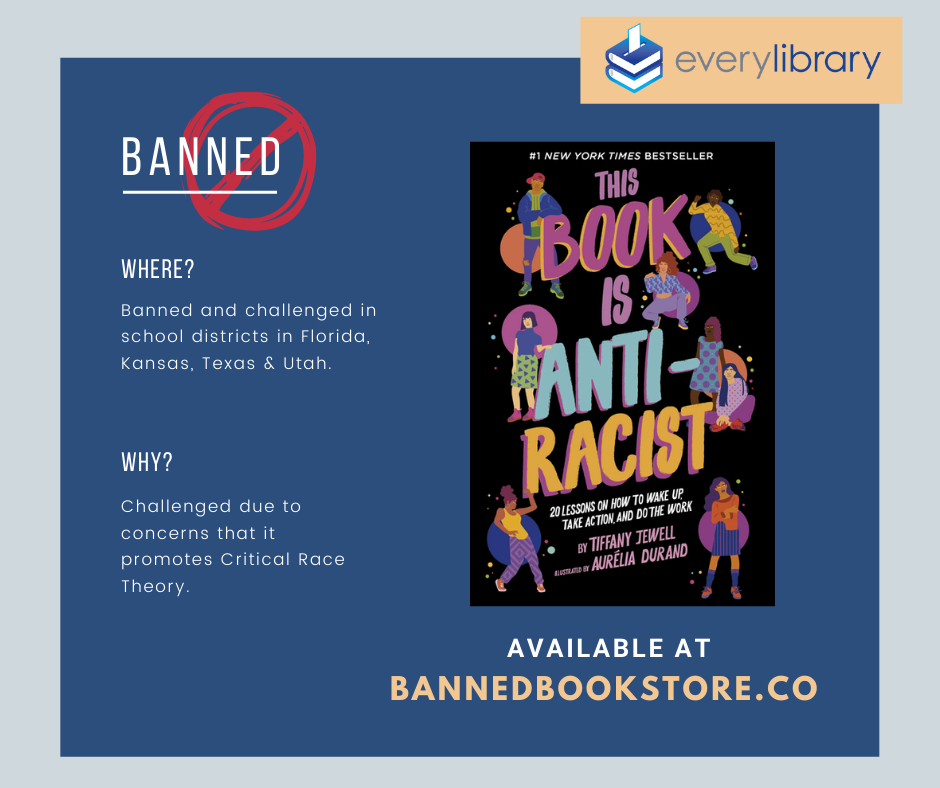 everylibrary
BANNED
WHERE?
Banned and challenged in
school districts in Florida,
Kansas, Texas & Utah.
WHY?
Challenged due to
concerns that it
promotes Critical Race
Theory.
#1 NEW YORK TIMES BESTSELLER
THIS
BOOK
IS
ANTI-
RACIST
20 LESSONS ON HOW TO WAKE UP,
TAKE ACTION, AND DO THE WORK
BY TIFFANY JEWELL
ILLUSTRATED BY AURÉLIA DURAND
AVAILABLE AT
BANNEDBOOKSTORE.CO